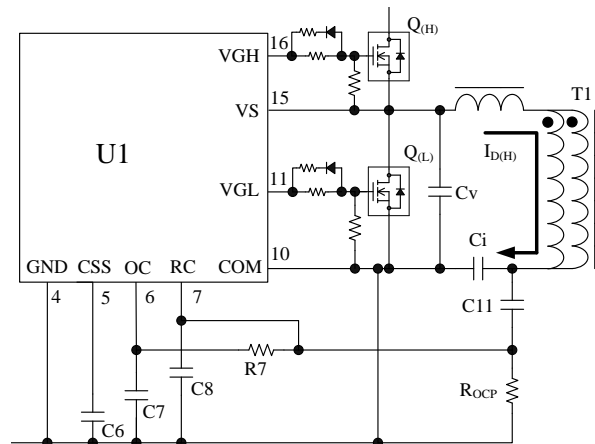 Q(H)
16
VGH
T1
15
VS
U1
Q(L)
I D(H)
11
VGL
Cv
Ci
10
GND CSS OC RC COM
4 5 6 7
C11
R7
C8
ROCP
C7
C6